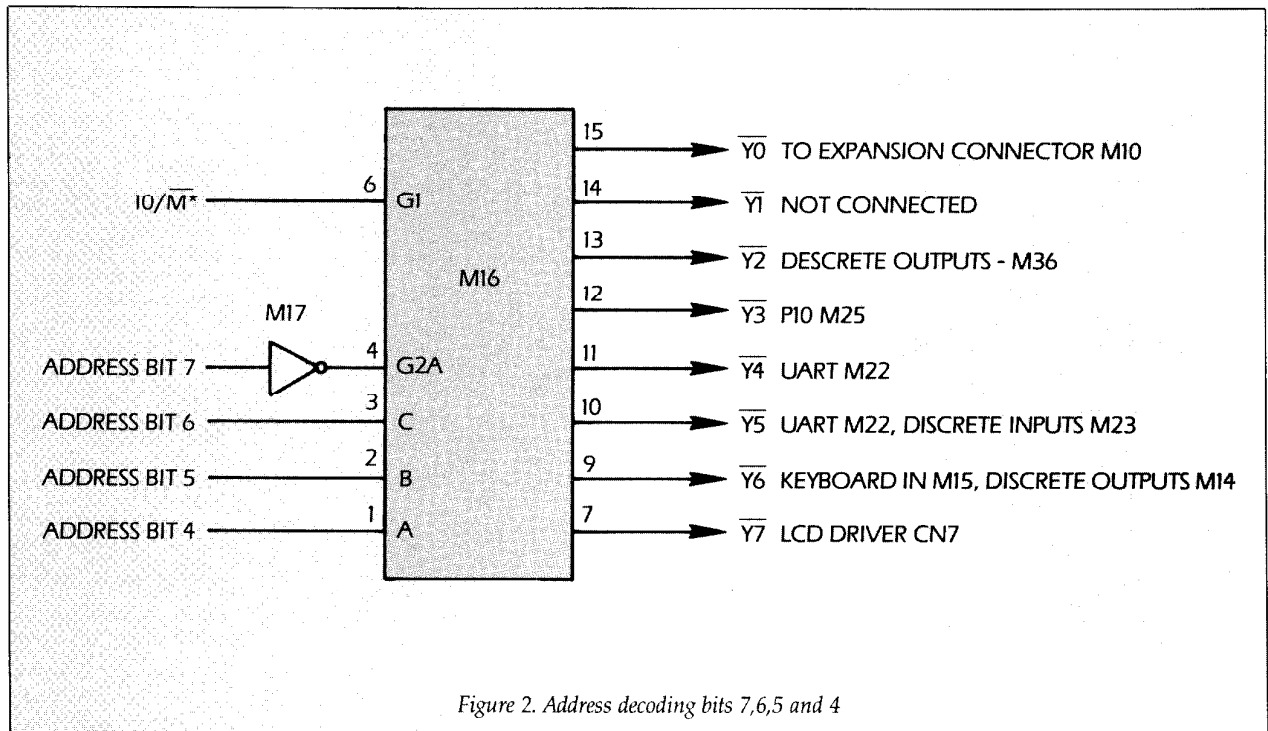 15
Y0 TO EXPANSION CONNECTOR M10
IO/M* 6 G1
14
Y1 NOT CONNECTED
13
Y2 DESCRETE OUTPUTS - M36
M16
12
Y3 P10 M25
M17
ADDRESS BIT 7 4 G2A
11
Y4 UART M22
ADDRESS BIT 6 3 C
10
Y5 UART M22, DISCRETE INPUTS M23
ADDRESS BIT 5 2 B
9
Y6 KEYBOARD IN M15, DISCRETE OUTPUTS M14
ADDRESS BIT 4 1 A
7
Y7 LCD DRIVER CN7
Figure 2. Address decoding bits 7,6,5 and 4